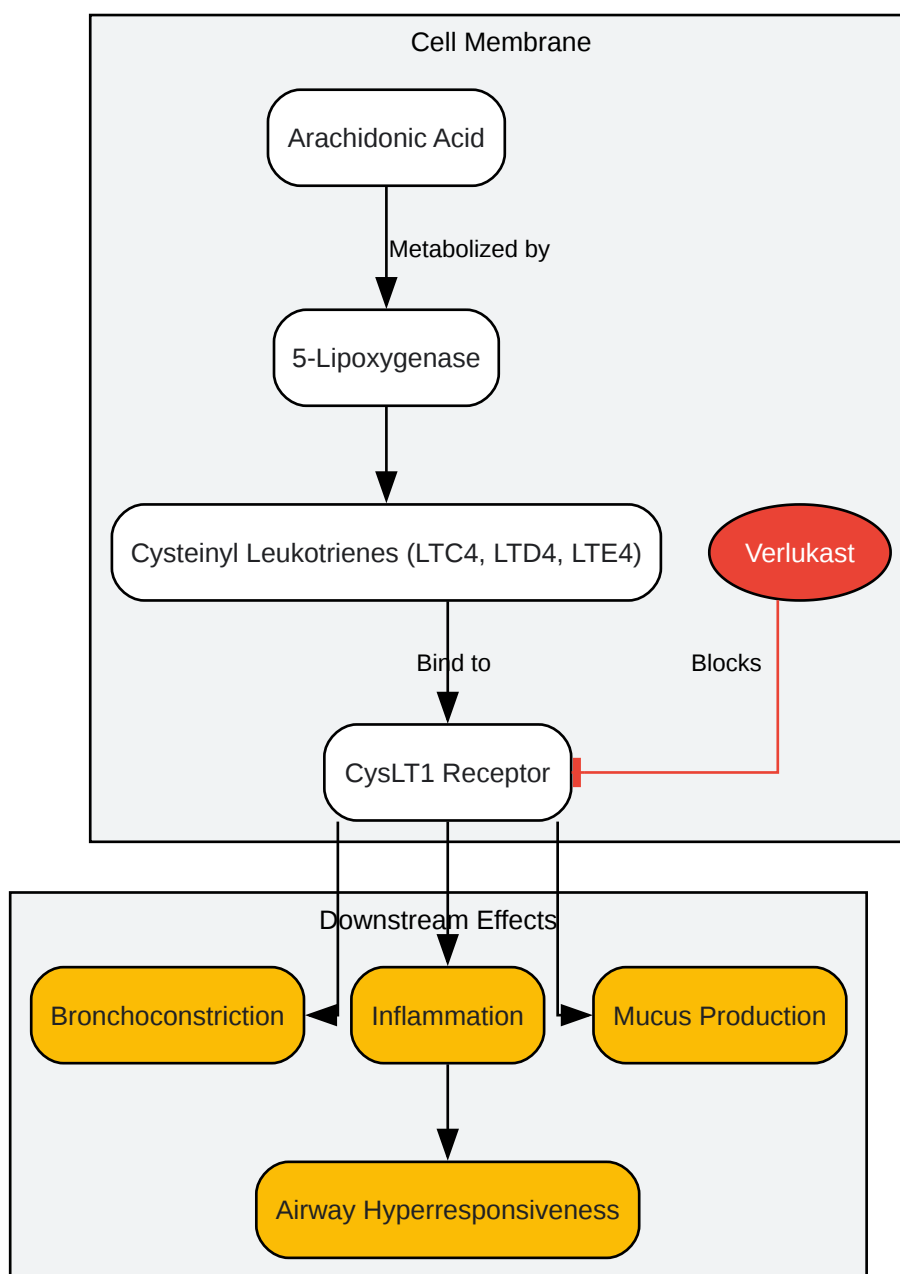 Cell Membrane
Arachidonic Acid
Metabolized by
5-Lipoxygenase
Cysteinyl Leukotrienes (LTC4, LTD4, LTE4)
Verlukast
Bind to
Blocks
CysLT1 Receptor
Downstream Effects
Bronchoconstriction
Inflammation
Mucus Production
Airway Hyperresponsiveness